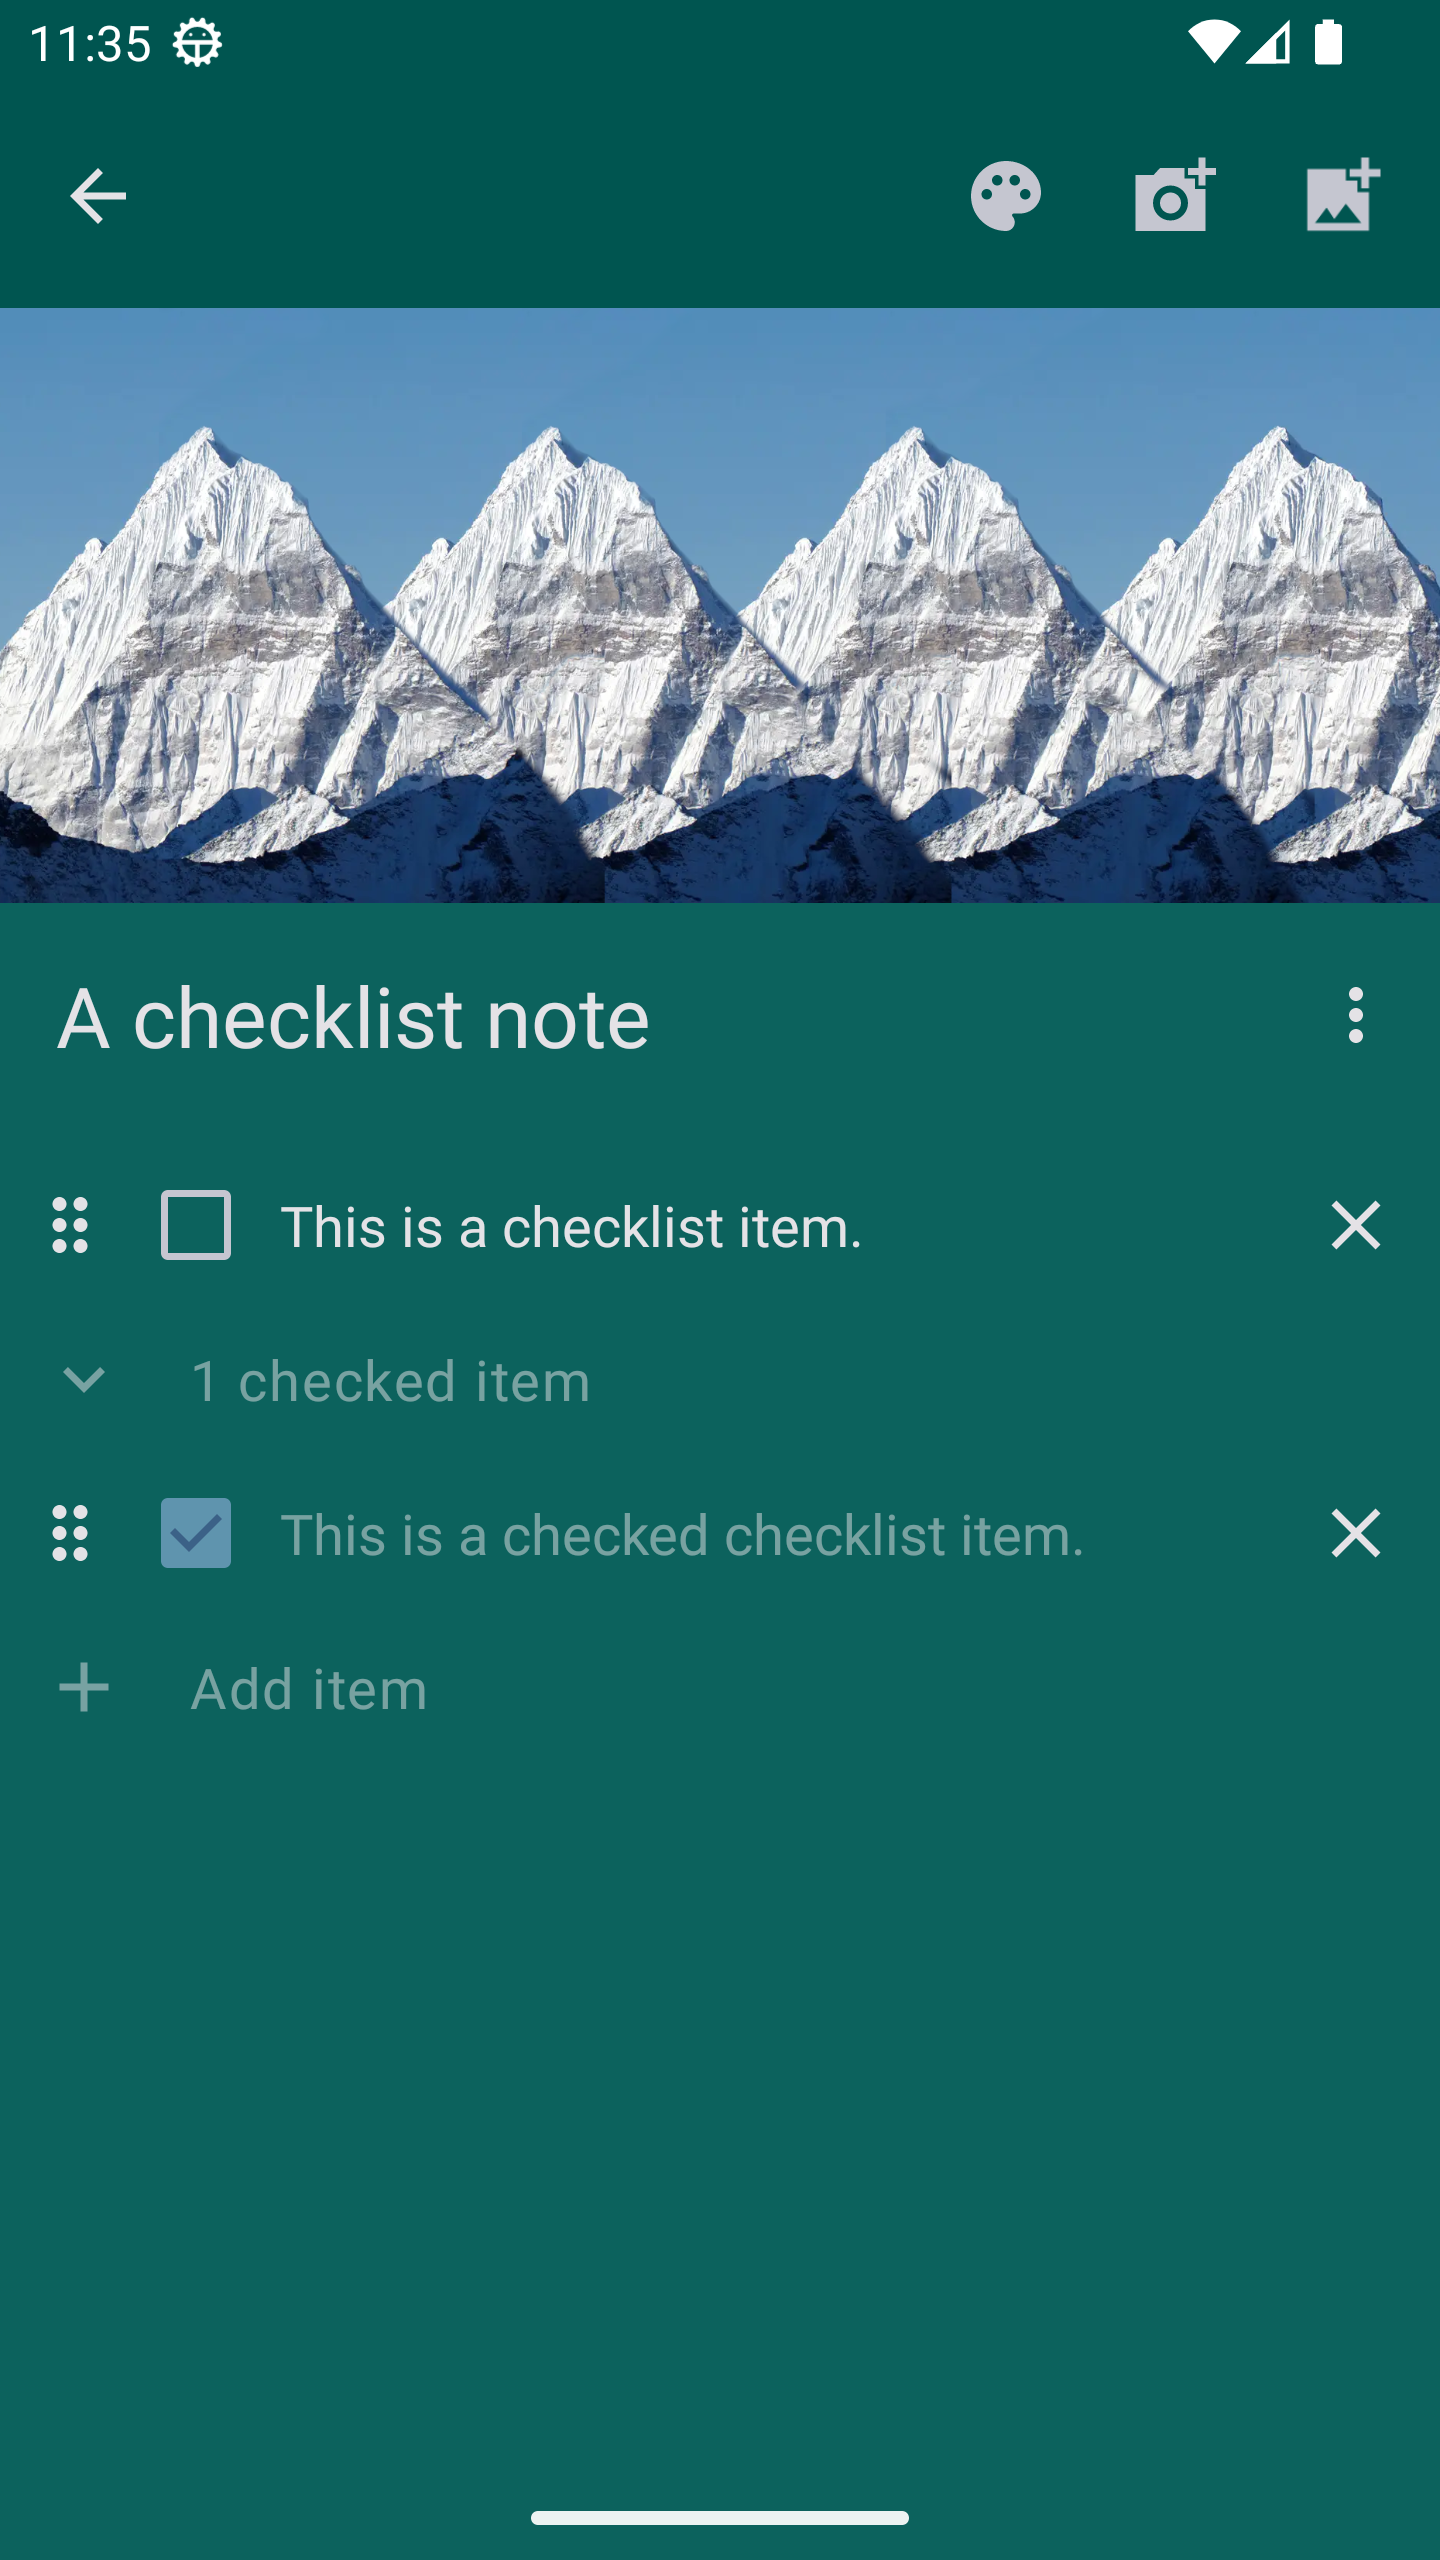 11:35
A checklist note
This is a checklist item.
1 checked item
This is a checked checklist item.
Add item